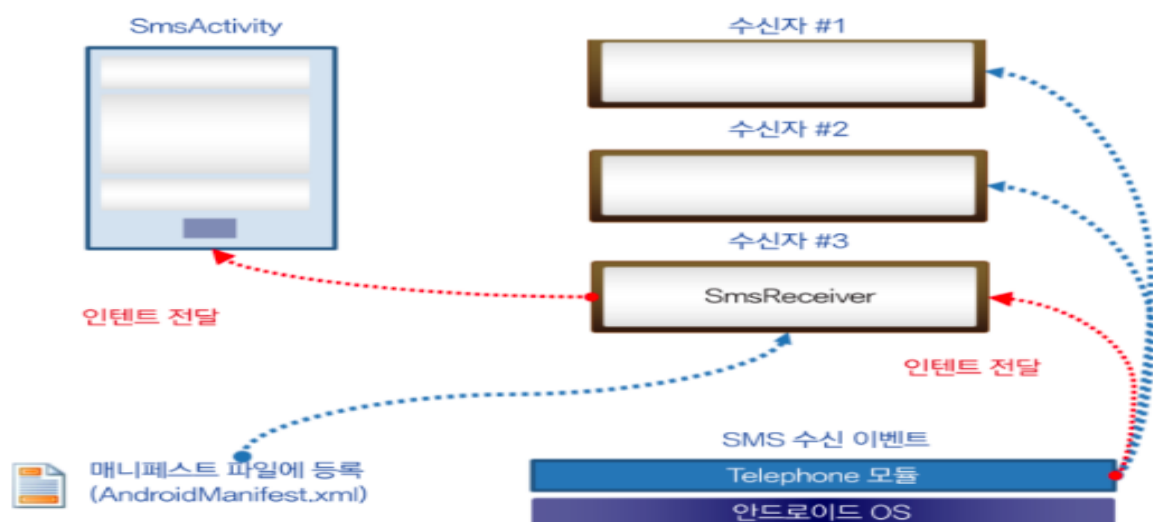 SmsActivity
수신자 #1
수신자 #2
수신자 #3
SmsReceiver
인텐트 전달
인텐트 전달
SMS 수신 이벤트
매니페스트 파일에 등록
(AndroidManifest.xml)
Telephone 모듈
안드로이드 OS